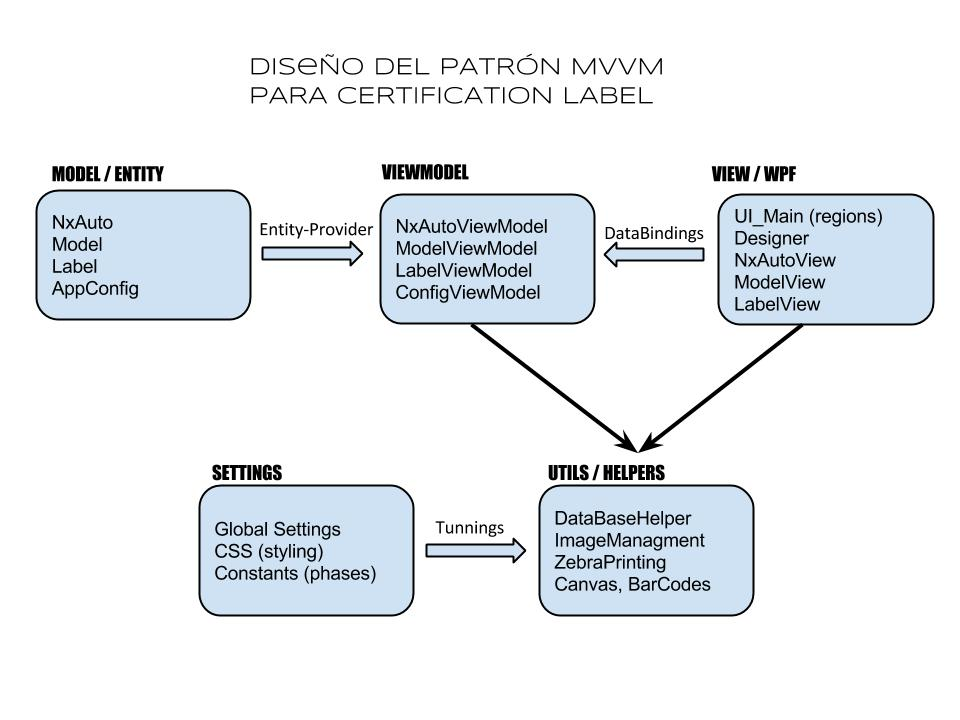 DISEÑO DEL PATRÓN MVVM
PARA CERTIFICATION LABEL
MODEL / ENTITY
NxAuto
Model
Label
AppConfig
Entity-Provider
VIEWMODEL
NxAutoViewModel
ModelViewModel
LabelViewModel
ConfigViewModel
DataBindings
VIEW / WPF
UI_Main (regions)
Designer
NxAutoView
ModelView
LabelView
SETTINGS
Global Settings
CSS (styling)
Constants (phases)
Tunnings
UTILS / HELPERS
DataBaseHelper
ImageManagment
ZebraPrinting
Canvas, BarCodes